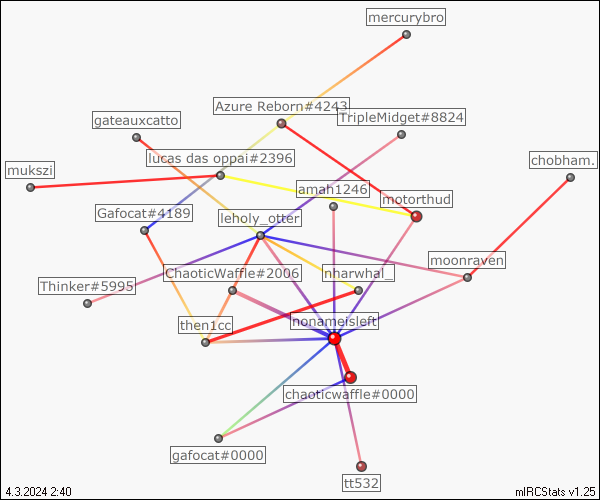 mercurybro
Azure Reborn#4243
gateauxcatto
TripleMidget#8824
lucas das oppai#2396
chobham.
mukszi
amah1246
motorthud
Gafocat#4189
leholy_otter
moonraven
ChaoticWaffle#2006
nharwhal_
Thinker#5995
then1cc
nonameisleft
chaoticwaffle#0000
gafocat#0000
tt532
4.3.2024 2:40
mIRCStats v1.25